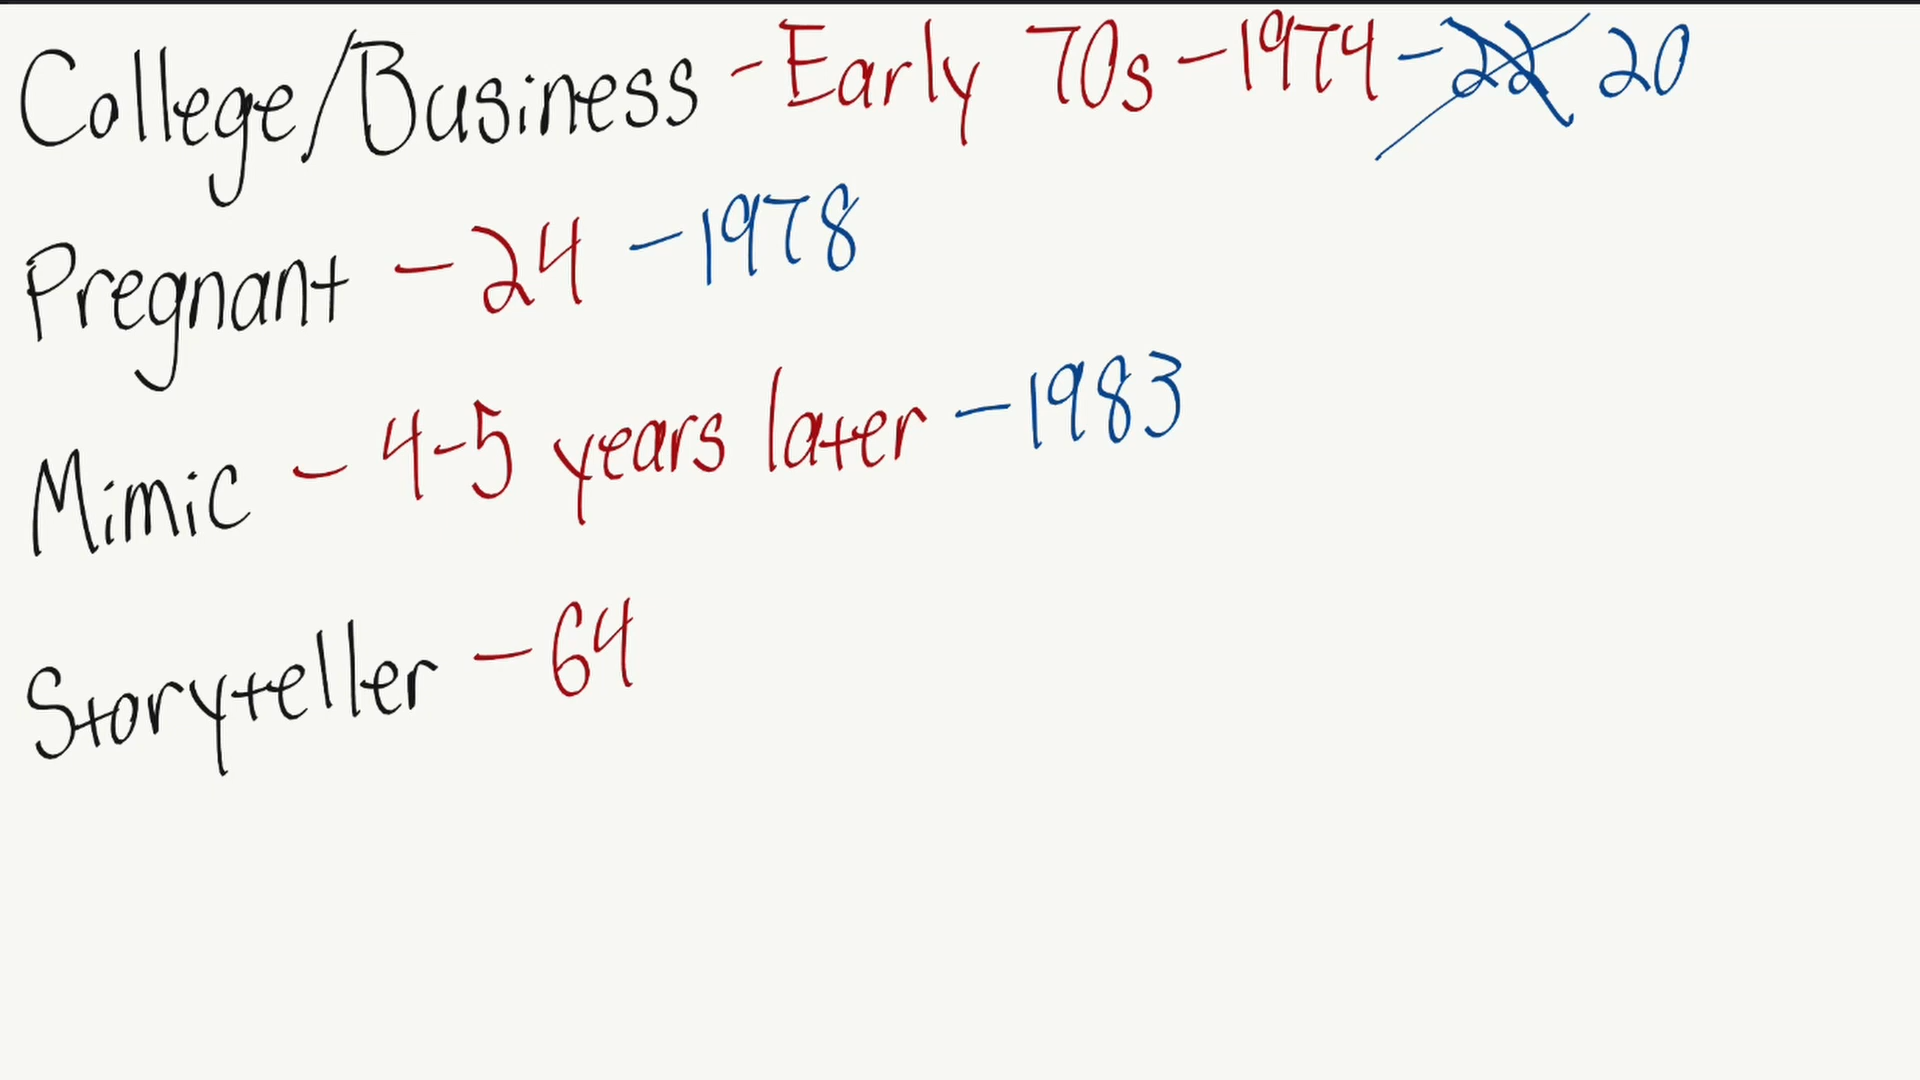 College/Business - Early 70s - 1974 - 22 20
Pregnant - 24 - 1978
Mimic - 4-5 years later - 1983
Storyteller - 64